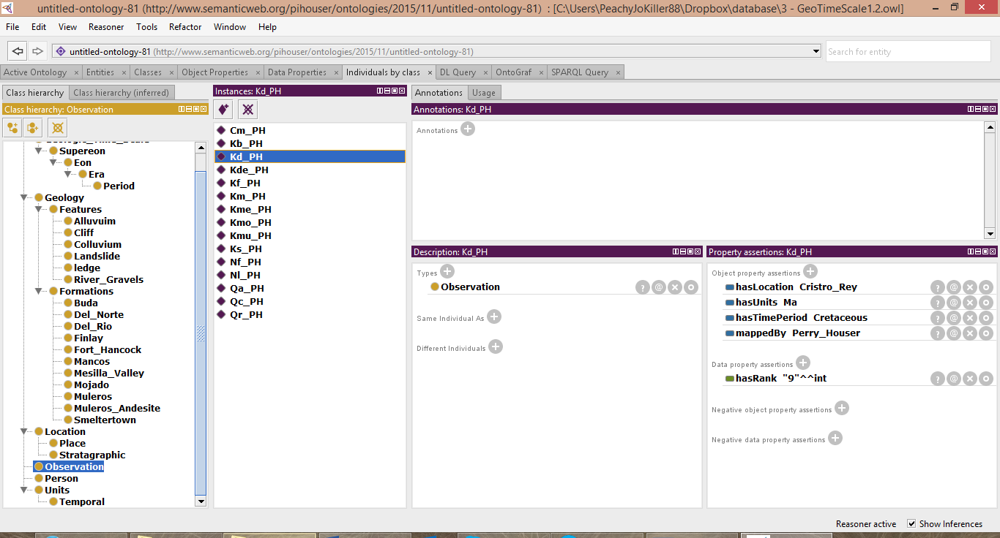 untitled-ontology-81 (http://www.semanticweb.org/pihouser/ontologies/2015/11/untitled-ontology-81) : [C:\Users\PeachyJoKiller88\Dropbox\database\3 - GeoTimeScale1.2.owl]
File Edit View Reasoner Tools Refactor Window Help
untitled-ontology-81 (http://www.semanticweb.org/pihouser/ontologies/2015/11/untitled-ontology-81)
Search for entity
Active Ontology × Entities × Classes × Object Properties × Data Properties × Individuals by class × DL Query × OntoGraf × SPARQL Query ×
Class hierarchy Class hierarchy (inferred)
Class hierarchy: Observation
Supereon
Eon
Era
Period
Geology
Features
Alluvuim
Cliff
Colluvium
Landslide
ledge
River_Gravels
Formations
Buda
Del_Norte
Del_Rio
Finlay
Fort_Hancock
Mancos
Mesilla_Valley
Mojado
Muleros
Muleros_Andesite
Smeltertown
Location
Place
Stratagraphic
Observation
Person
Units
Temporal
Instances: Kd_PH
Cm_PH
Kb_PH
Kd_PH
Kde_PH
Kf_PH
Km_PH
Kme_PH
Kmo_PH
Kmu_PH
Ks_PH
Nf_PH
Nl_PH
Qa_PH
Qc_PH
Qr_PH
Annotations Usage
Annotations: Kd_PH
Annotations
Description: Kd_PH
Types
Observation
Same Individual As
Different Individuals
Property assertions: Kd_PH
Object property assertions
hasLocation Cristro_Rey
hasUnits Ma
hasTimePeriod Cretaceous
mappedBy Perry_Houser
Data property assertions
hasRank "9"^^int
Negative object property assertions
Negative data property assertions
Reasoner active Show Inferences